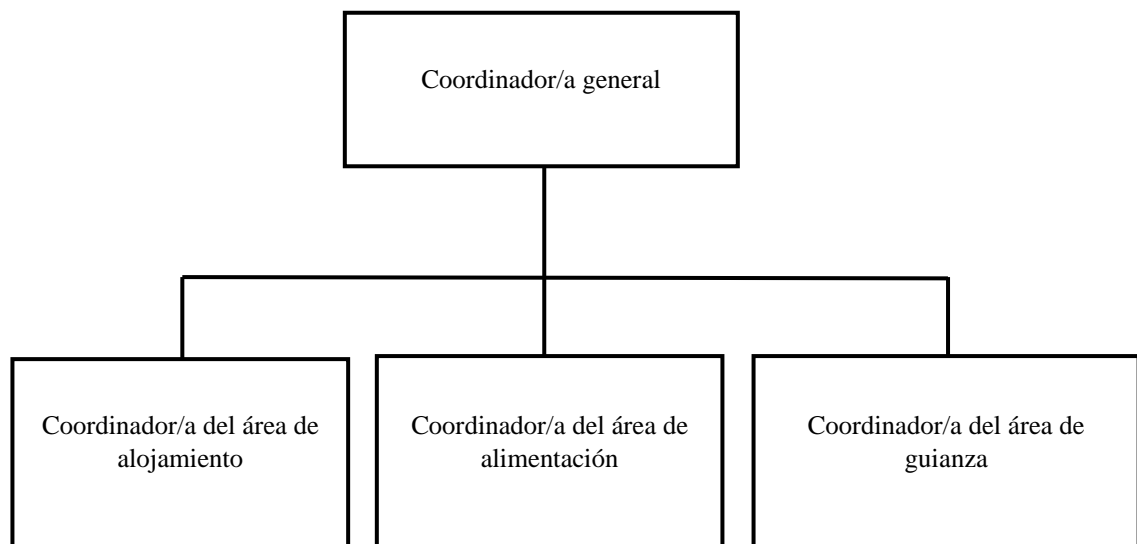 Coordinador/a general
Coordinador/a del área de
alojamiento
Coordinador/a del área de
alimentación
Coordinador/a del área de
guianza